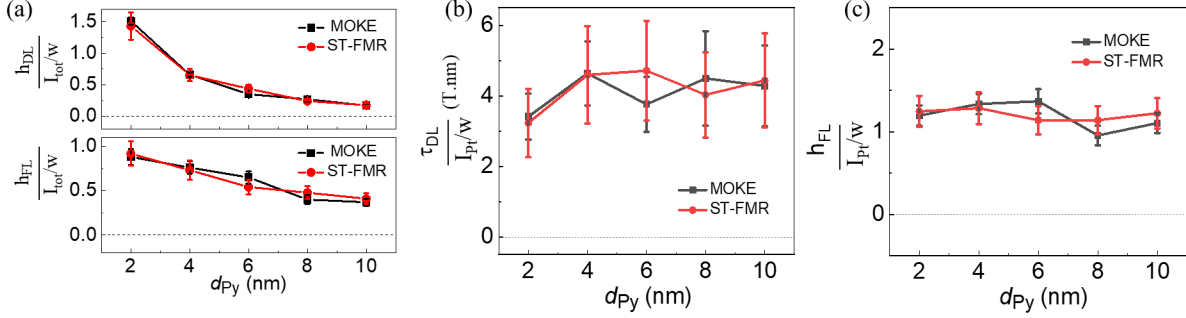 (a)
h_DL
I_tot/w
1.5
1.0
0.5
0.0
MOKE
ST-FMR
h_FL
I_tot/w
1.0
0.5
0.0
MOKE
ST-FMR
2 4 6 8 10
d_Py (nm)
(b)
τ_DL
I_Pt/w
(T.nm)
6
4
2
0
MOKE
ST-FMR
2 4 6 8 10
d_Py (nm)
(c)
h_FL
I_Pt/w
2
1
0
MOKE
ST-FMR
2 4 6 8 10
d_Py (nm)